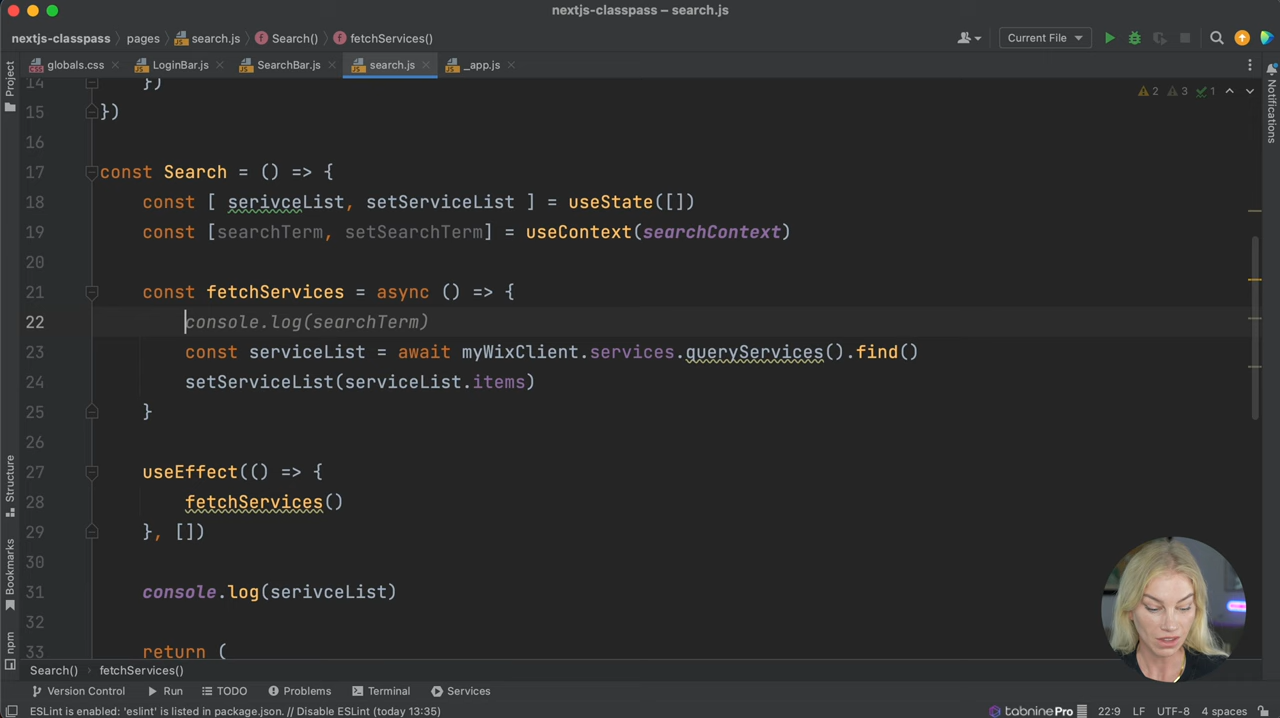 nextjs-classpass – search.js
nextjs-classpass pages search.js Search() fetchServices() Current File
globals.css LoginBar.js SearchBar.js search.js _app.js
14 })
15 })
16
17 const Search = () => {
18 const [ serivceList, setServiceList ] = useState([])
19 const [searchTerm, setSearchTerm] = useContext(searchContext)
20
21 const fetchServices = async () => {
22 console.log(searchTerm)
23 const serviceList = await myWixClient.services.queryServices().find()
24 setServiceList(serviceList.items)
25 }
26
27 useEffect(() => {
28 fetchServices()
29 }, [])
30
31 console.log(serivceList)
32
33 return (
2 3 1
Project
Structure
Bookmarks
npm
Notifications
Search() fetchServices()
Version Control Run TODO Problems Terminal Services
ESLint is enabled: 'eslint' is listed in package.json. // Disable ESLint (today 13:35) tabnine Pro 22:9 LF UTF-8 4 spaces